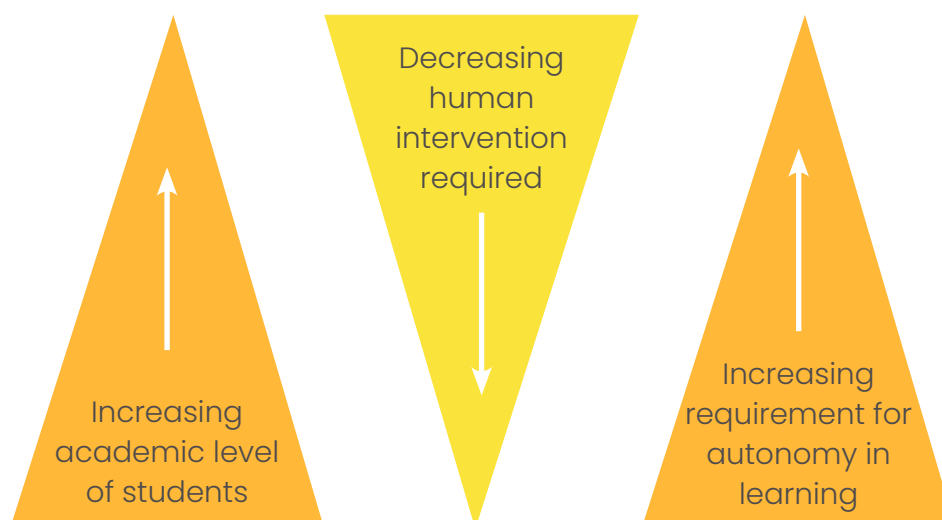 Increasing
academic level
of students
Decreasing
human
intervention
required
Increasing
requirement for
autonomy in
learning